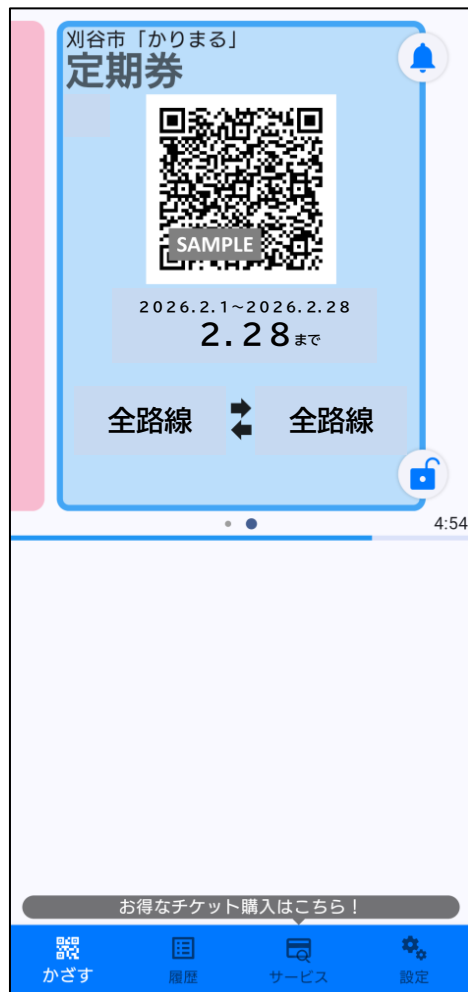 刈谷市「かりまる」
定期券
SAMPLE
2026.2.1~2026.2.28
2.28まで
全路線
全路線
4:54
お得なチケット購入はこちら！
かざす
履歴
サービス
設定